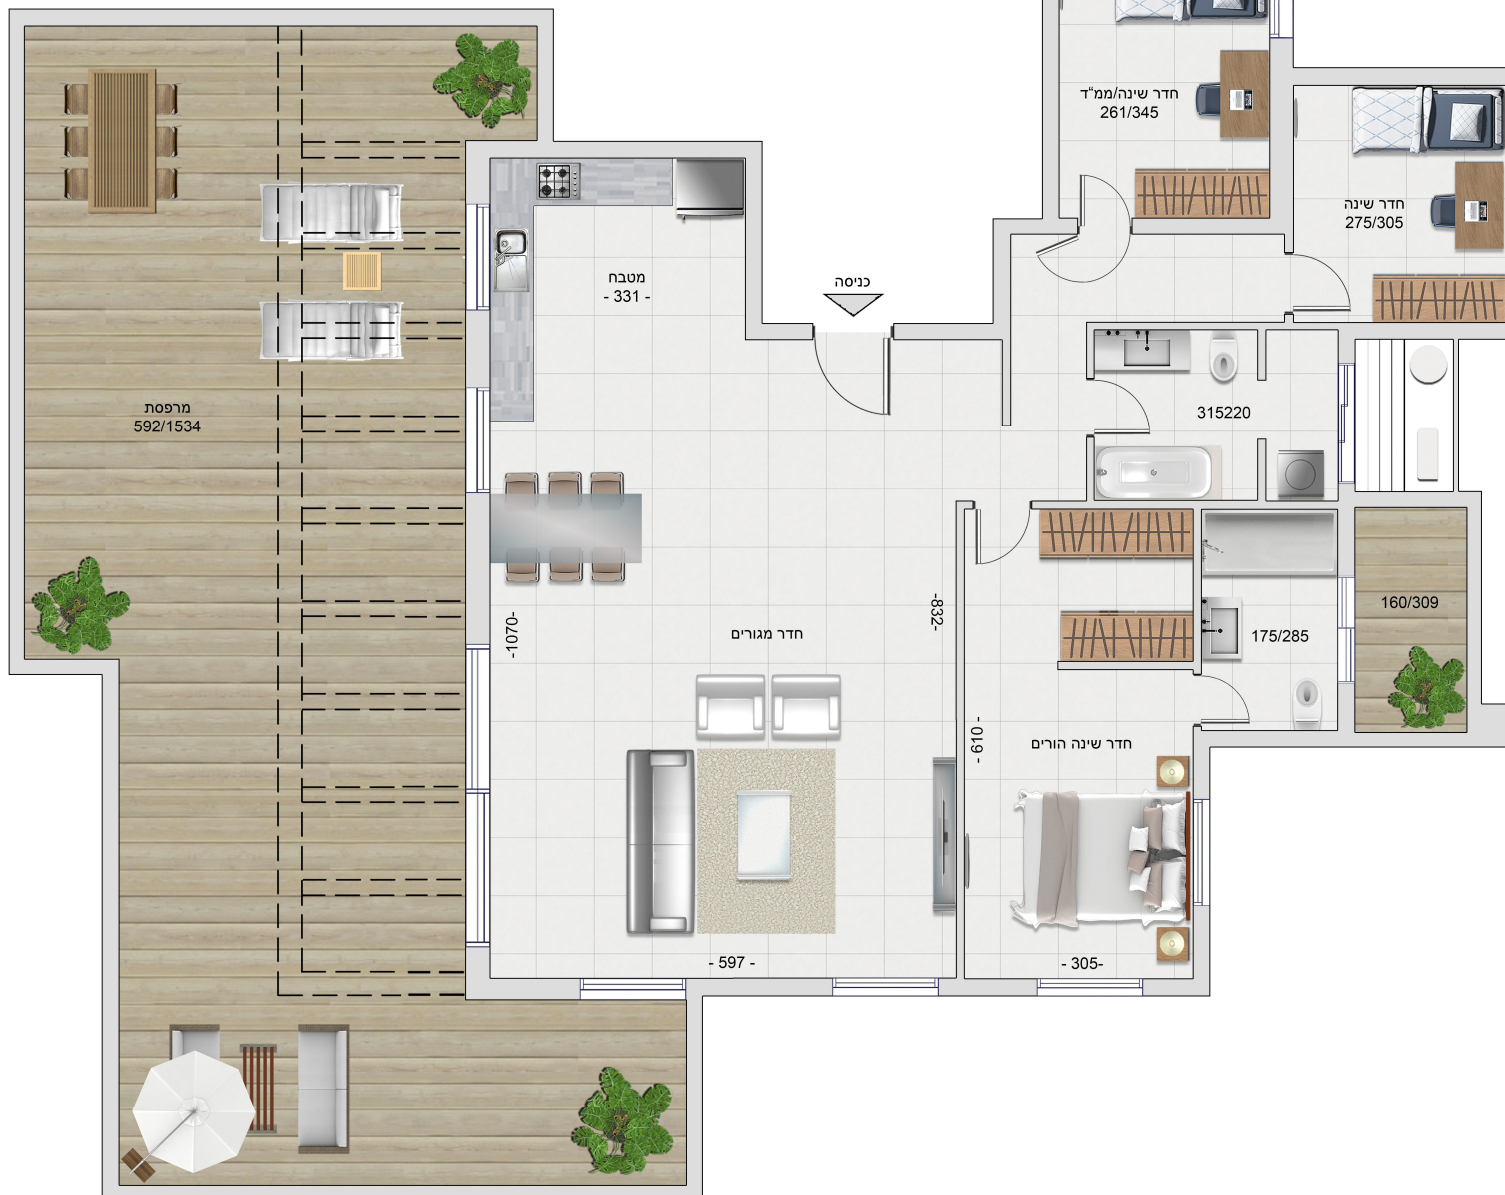 חדר שינה/ממ"ד
261/345
חדר שינה
275/305
מטבח
- 331 -
כניסה
מרפסת
592/1534
315220
160/309
-1070-
חדר מגורים
-832-
175/285
חדר שינה הורים
- 610 -
- 597 -
- 305-